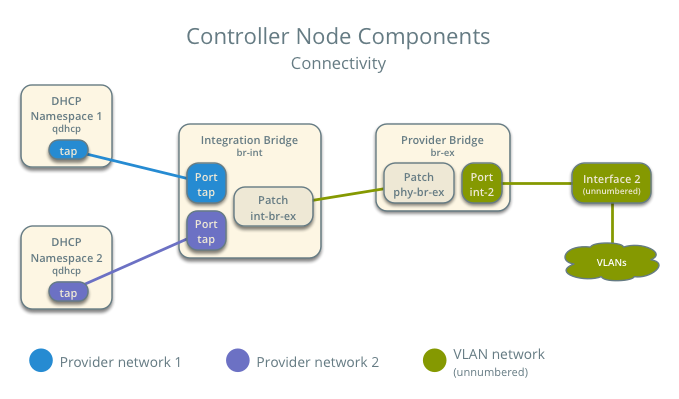 Controller Node Components
Connectivity
DHCP
Namespace 1
qdhcp
tap
Integration Bridge
br-int
Port
tap
Port
tap
Patch
int-br-ex
Provider Bridge
br-ex
Patch
phy-br-ex
Port
int-2
Interface 2
(unnumbered)
VLANs
DHCP
Namespace 2
qdhcp
tap
Provider network 1
Provider network 2
VLAN network
(unnumbered)